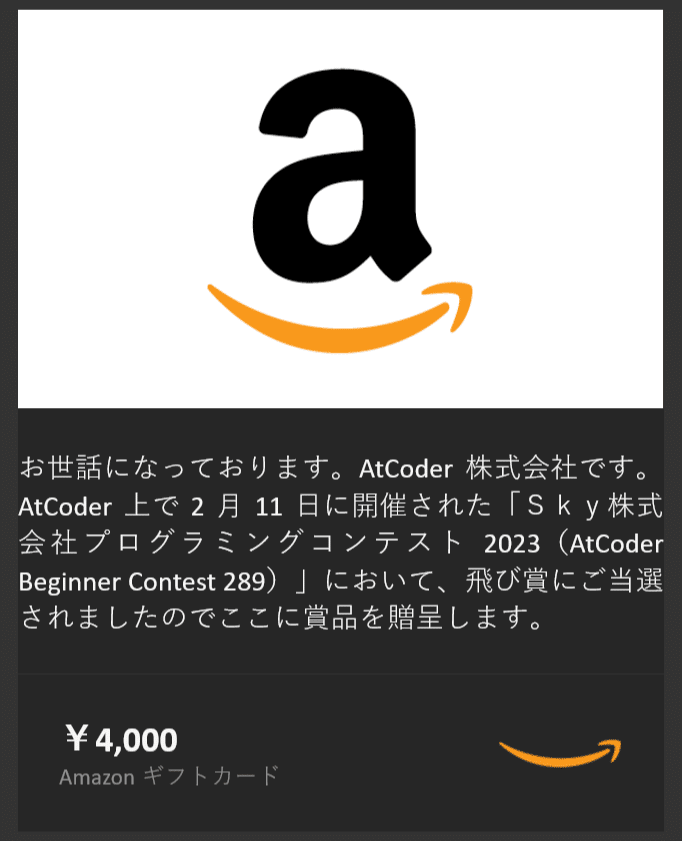 a
お世話になっております。AtCoder 株式会社です。
AtCoder 上で 2 月 11 日に開催された「Ｓｋｙ株式
会社プログラミングコンテスト 2023（AtCoder
Beginner Contest 289）」において、飛び賞にご当選
されましたのでここに賞品を贈呈します。
￥4,000
Amazon ギフトカード